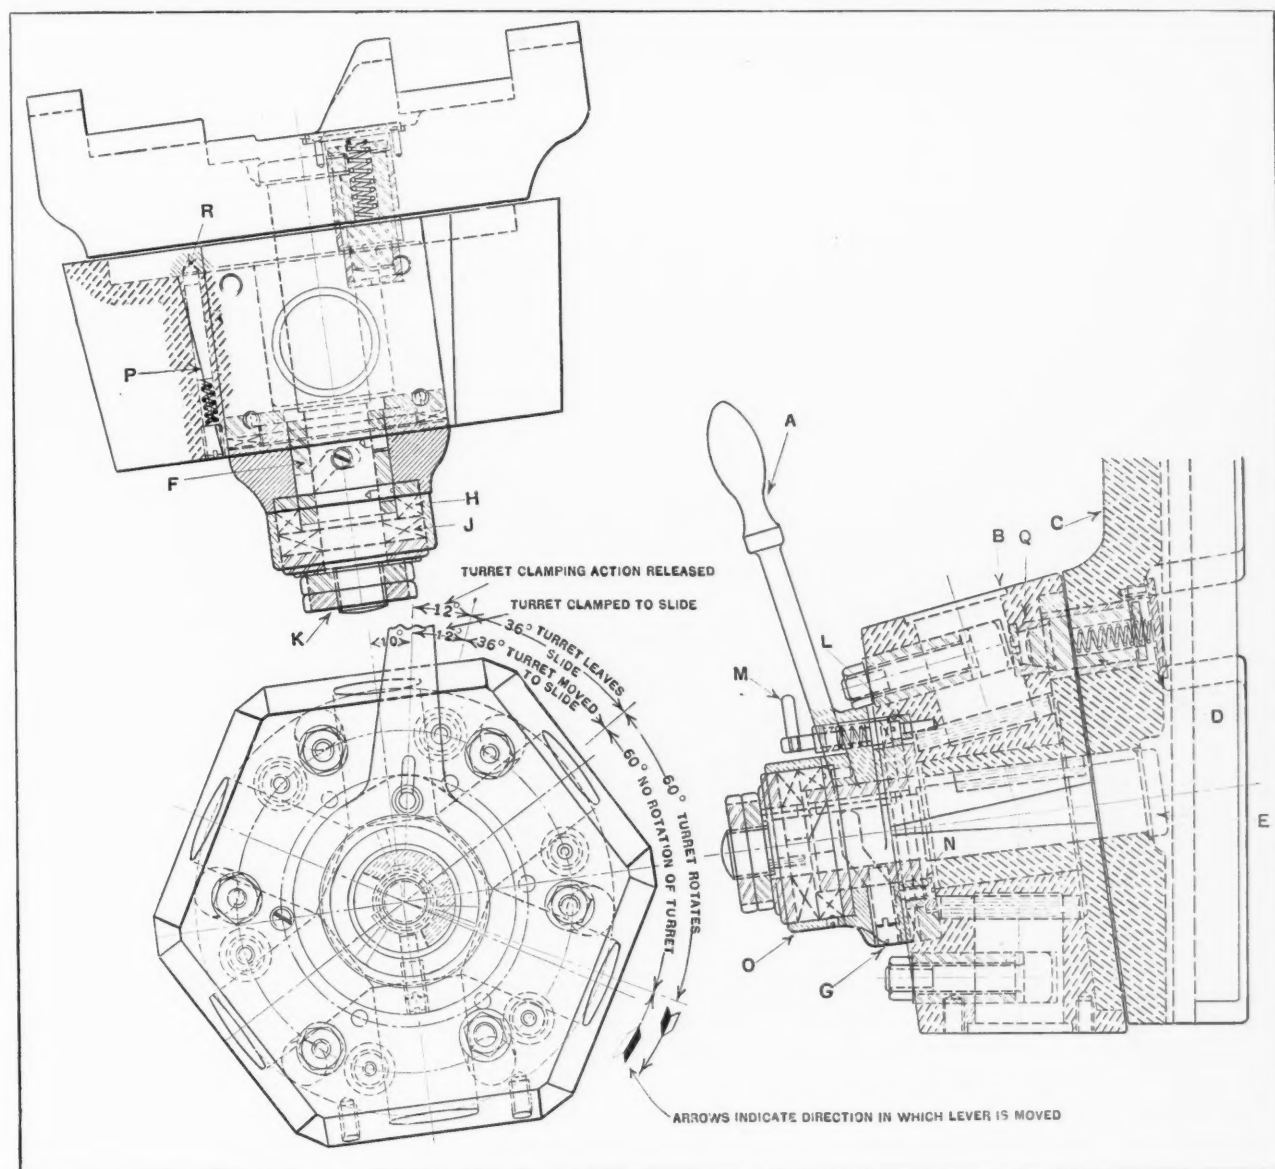 R
P
F
H
J
K
TURRET CLAMPING ACTION RELEASED
TURRET CLAMPED TO SLIDE
12°
10°
12°
36° TURRET LEAVES
SLIDE
36° TURRET MOVED
TO SLIDE
60° TURRET ROTATES
60° NO ROTATION OF TURRET
ARROWS INDICATE DIRECTION IN WHICH LEVER IS MOVED
A
C
B
Q
L
M
D
E
N
O
G